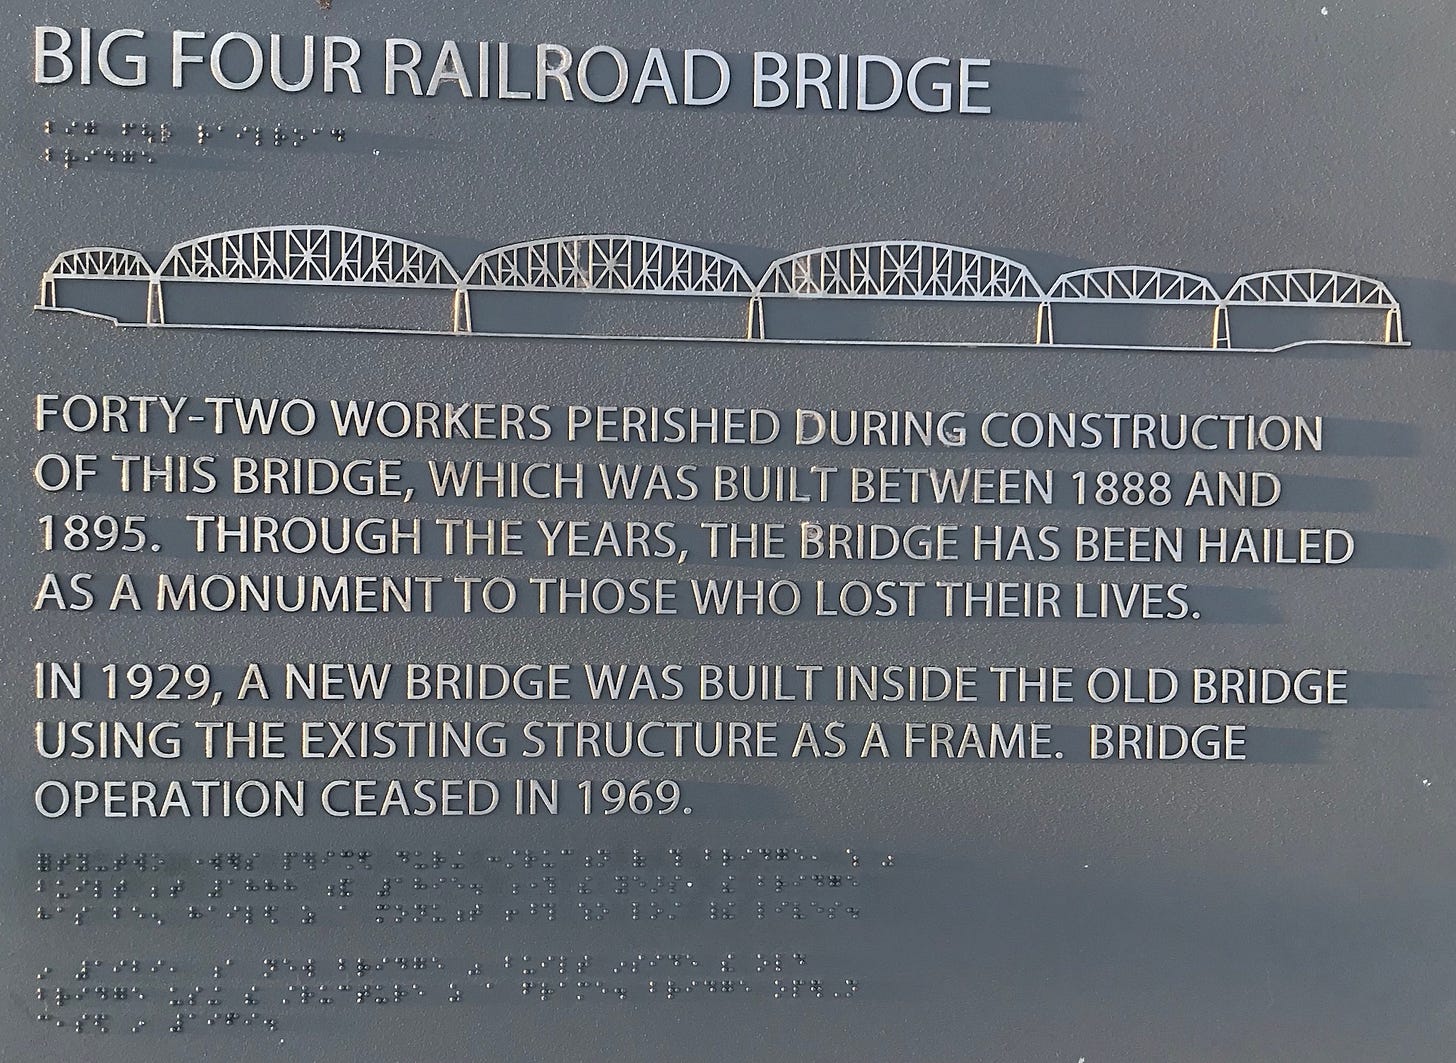 BIG FOUR RAILROAD BRIDGE
FORTY-TWO WORKERS PERISHED DURING CONSTRUCTION
OF THIS BRIDGE, WHICH WAS BUILT BETWEEN 1888 AND
1895. THROUGH THE YEARS, THE BRIDGE HAS BEEN HAILED
AS A MONUMENT TO THOSE WHO LOST THEIR LIVES.
IN 1929, A NEW BRIDGE WAS BUILT INSIDE THE OLD BRIDGE
USING THE EXISTING STRUCTURE AS A FRAME. BRIDGE
OPERATION CEASED IN 1969.